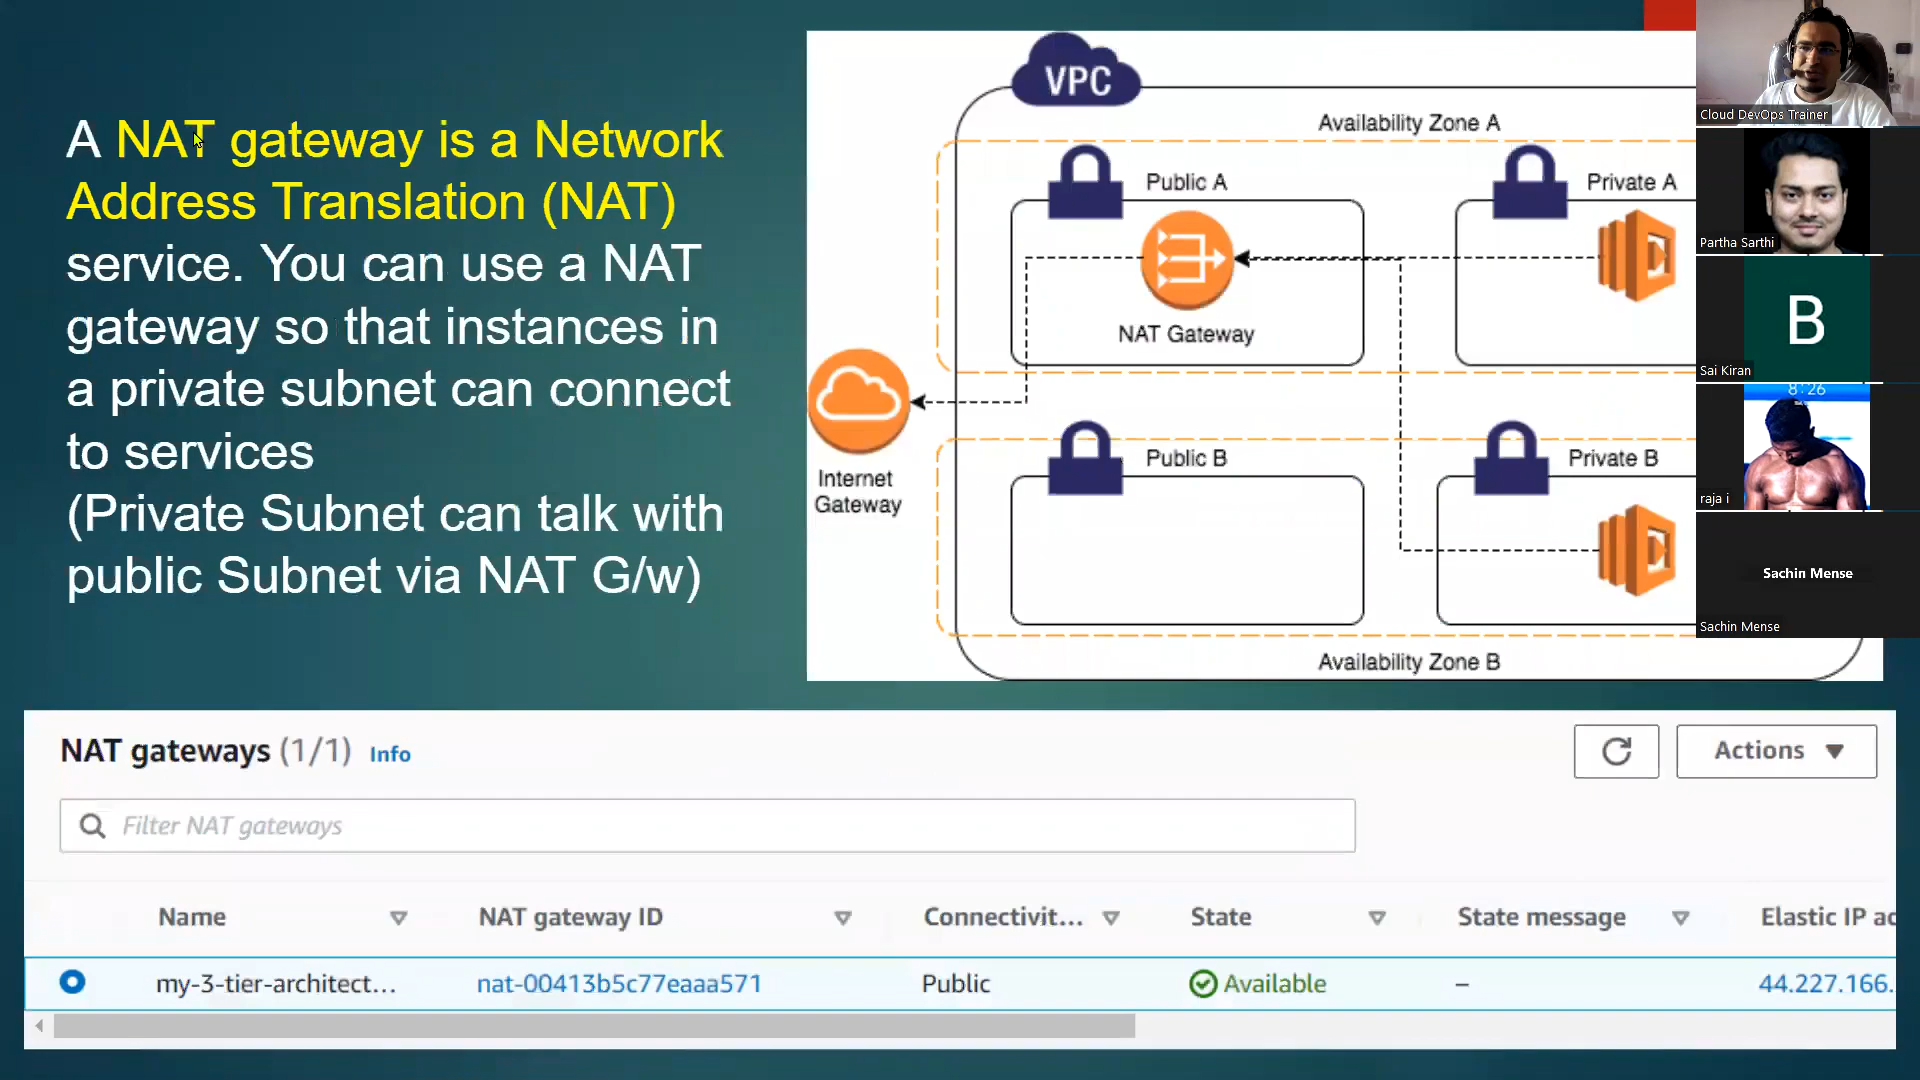 A NAT gateway is a Network
Address Translation (NAT)
service. You can use a NAT
gateway so that instances in
a private subnet can connect
to services
(Private Subnet can talk with
public Subnet via NAT G/w)
VPC
Availability Zone A
Public A
Private A
NAT Gateway
Internet
Gateway
Public B
Private B
Availability Zone B
Cloud DevOps Trainer
Partha Sarthi
B
Sai Kiran
8:26
raja i
Sachin Mense
Sachin Mense
NAT gateways (1/1) Info
Actions
Filter NAT gateways
Name NAT gateway ID Connectivit... State State message Elastic IP ac
my-3-tier-architect... nat-00413b5c77eaaa571 Public Available – 44.227.166.